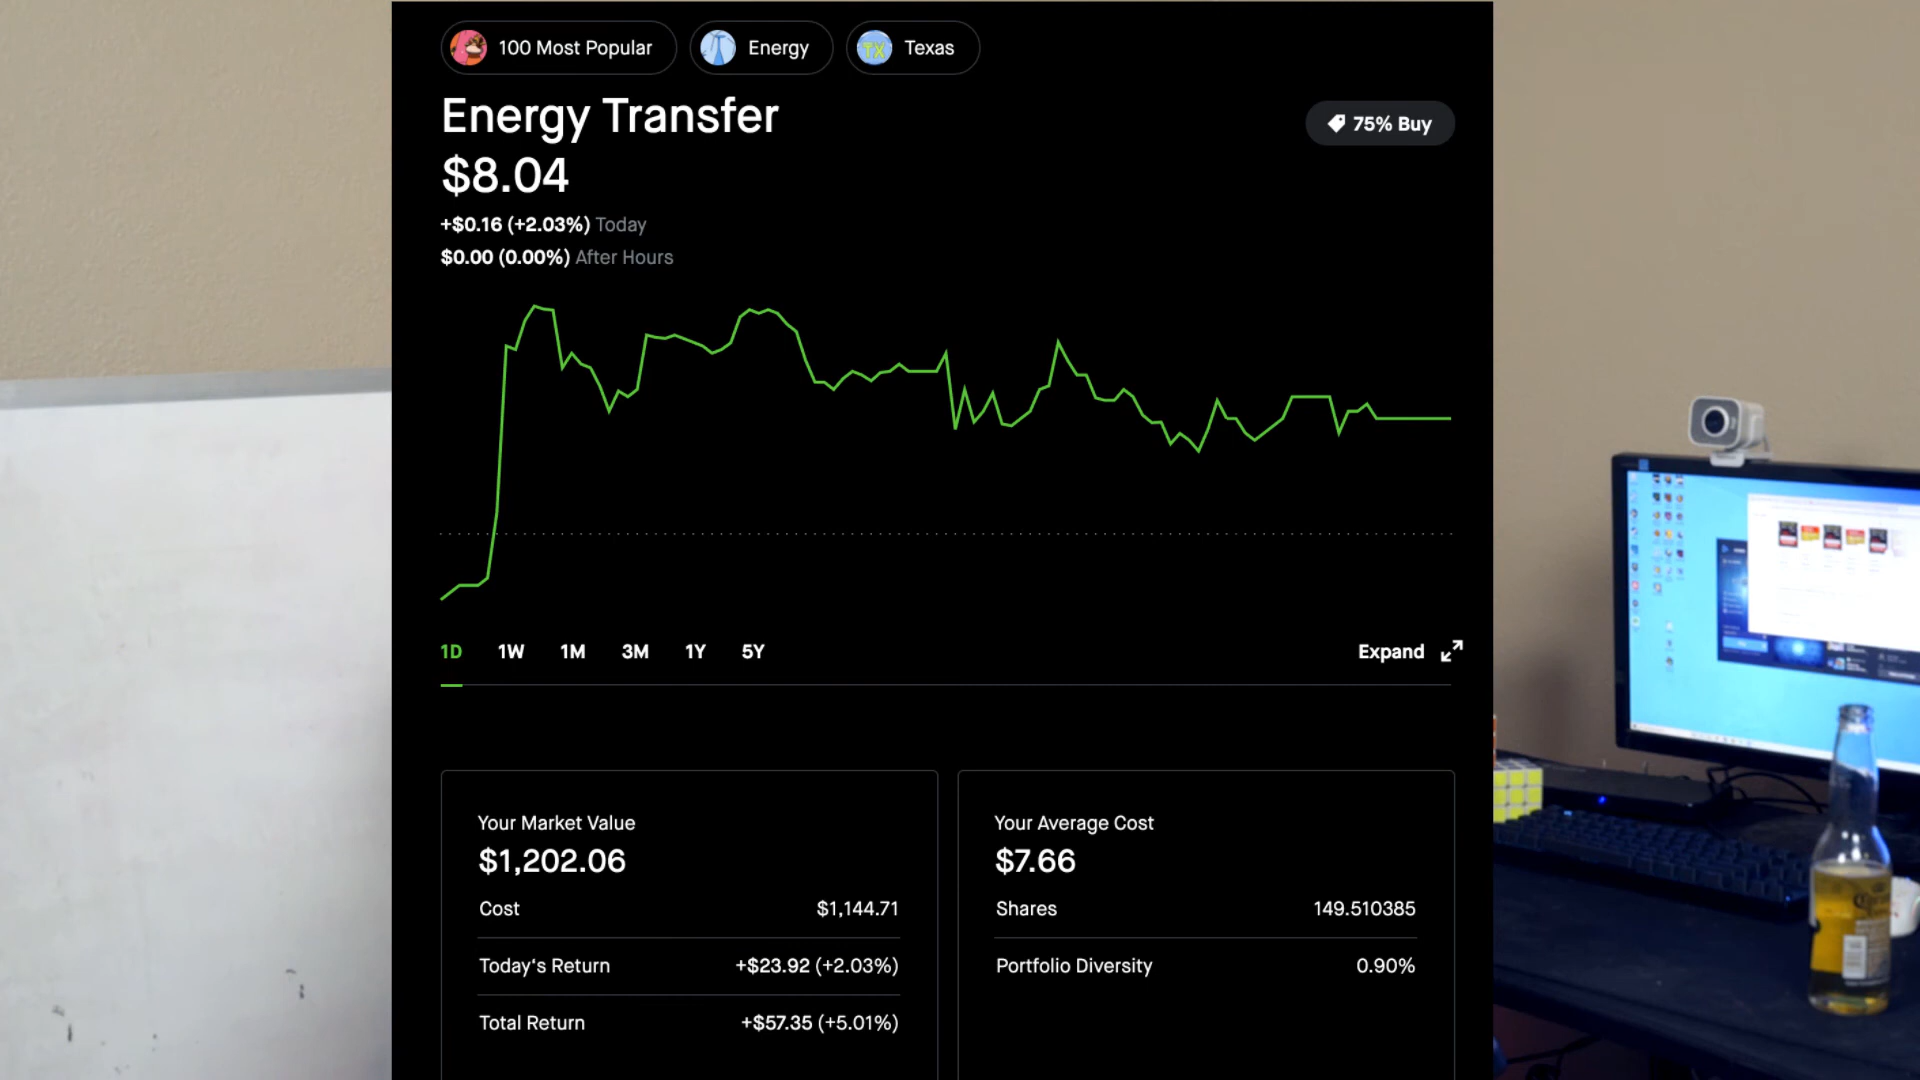 100 Most Popular
Energy
TX
Texas
Energy Transfer
75% Buy
$8.04
+$0.16 (+2.03%) Today
$0.00 (0.00%) After Hours
1D 1W 1M 3M 1Y 5Y
Expand
Your Market Value
$1,202.06
Cost $1,144.71
Today's Return +$23.92 (+2.03%)
Total Return +$57.35 (+5.01%)
Your Average Cost
$7.66
Shares 149.510385
Portfolio Diversity 0.90%